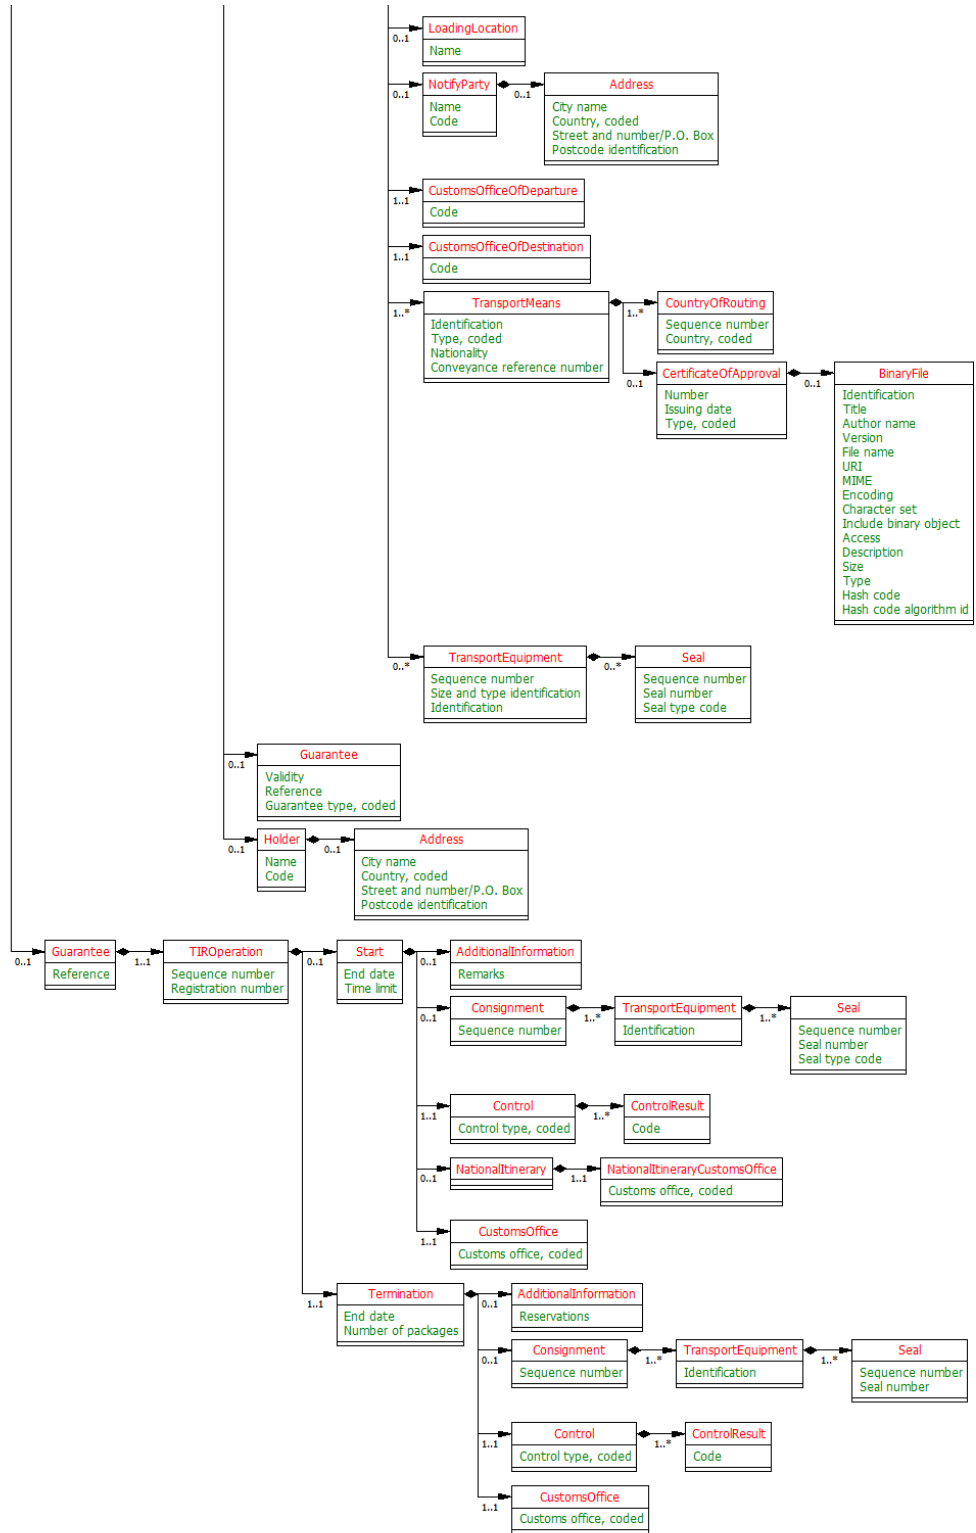 LoadingLocation
0..1
Name
NotifyParty
Address
0..1
0..1
Name
Code
City name
Country, coded
Street and number/P.O. Box
Postcode identification
CustomsOfficeOfDeparture
1..1
Code
CustomsOfficeOfDestination
1..1
Code
TransportMeans
CountryOfRouting
1..*
1..*
Identification
Type, coded
Nationality
Conveyance reference number
Sequence number
Country, coded
CertificateOfApproval
BinaryFile
0..1
0..1
Number
Issuing date
Type, coded
Identification
Title
Author name
Version
File name
URI
MIME
Encoding
Character set
Include binary object
Access
Description
Size
Type
Hash code
Hash code algorithm id
TransportEquipment
Seal
0..*
0..*
Sequence number
Size and type identification
Identification
Sequence number
Seal number
Seal type code
Guarantee
0..1
Validity
Reference
Guarantee type, coded
Holder
Address
0..1
0..1
Name
Code
City name
Country, coded
Street and number/P.O. Box
Postcode identification
Guarantee
TIROperation
Start
AdditionalInformation
0..1
1..1
0..1
0..1
Reference
Sequence number
Registration number
End date
Time limit
Remarks
Consignment
TransportEquipment
Seal
0..1
1..*
1..*
Sequence number
Identification
Sequence number
Seal number
Seal type code
Control
ControlResult
1..1
1..*
Control type, coded
Code
NationalItinerary
NationalItineraryCustomsOffice
0..1
1..1
Customs office, coded
CustomsOffice
1..1
Customs office, coded
Termination
AdditionalInformation
1..1
0..1
End date
Number of packages
Reservations
Consignment
TransportEquipment
Seal
0..1
1..*
1..*
Sequence number
Identification
Sequence number
Seal number
Control
ControlResult
1..1
1..*
Control type, coded
Code
CustomsOffice
1..1
Customs office, coded